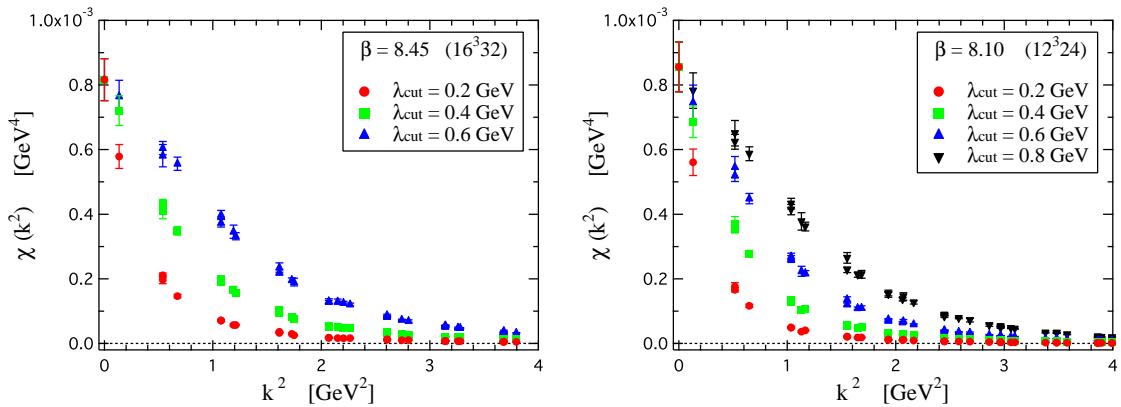 1.0×10⁻³
0.8
0.6
0.4
0.2
0.0
χ (k²) [GeV⁴]
β = 8.45 (16³32)
λcut = 0.2 GeV
λcut = 0.4 GeV
λcut = 0.6 GeV
0 1 2 3 4
k² [GeV²]
1.0×10⁻³
0.8
0.6
0.4
0.2
0.0
χ (k²) [GeV⁴]
β = 8.10 (12³24)
λcut = 0.2 GeV
λcut = 0.4 GeV
λcut = 0.6 GeV
λcut = 0.8 GeV
0 1 2 3 4
k² [GeV²]